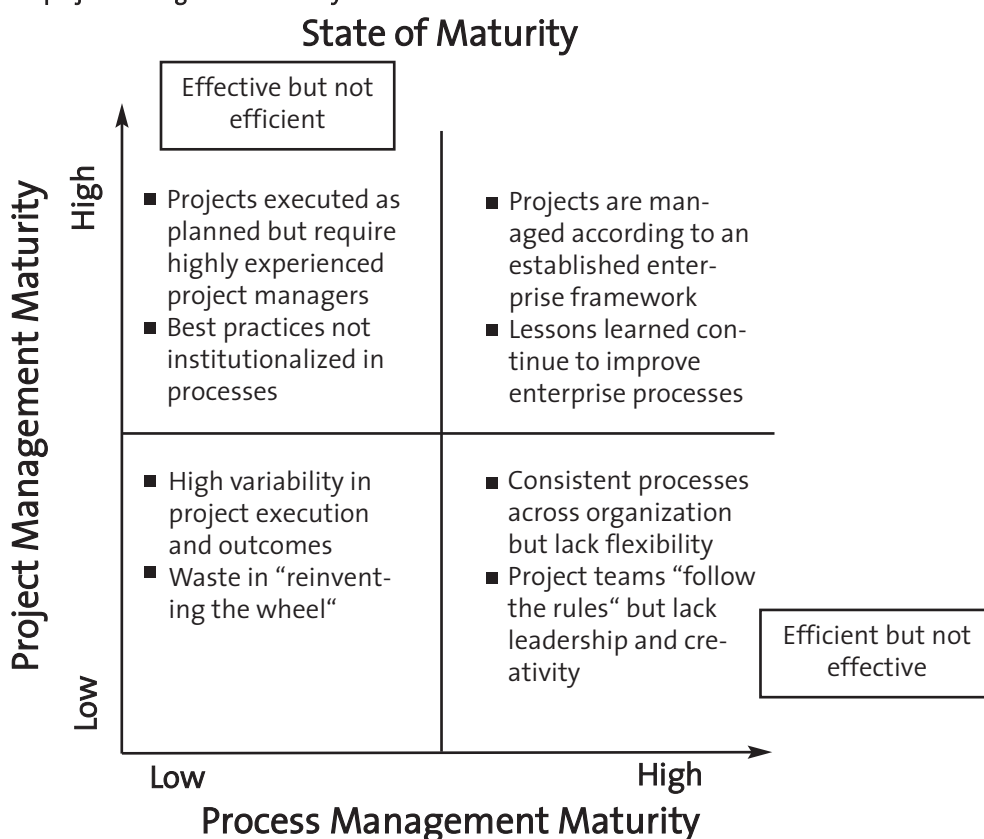 State of Maturity
Effective but not
efficient
Project Management Maturity
High
Low
■ Projects executed as
planned but require
highly experienced
project managers
■ Best practices not
institutionalized in
processes
■ Projects are man-
aged according to an
established enter-
prise framework
■ Lessons learned con-
tinue to improve
enterprise processes
■ High variability in
project execution
and outcomes
■ Waste in “reinvent-
ing the wheel“
■ Consistent processes
across organization
but lack flexibility
■ Project teams “follow
the rules“ but lack
leadership and cre-
ativity
Efficient but not
effective
Low
High
Process Management Maturity